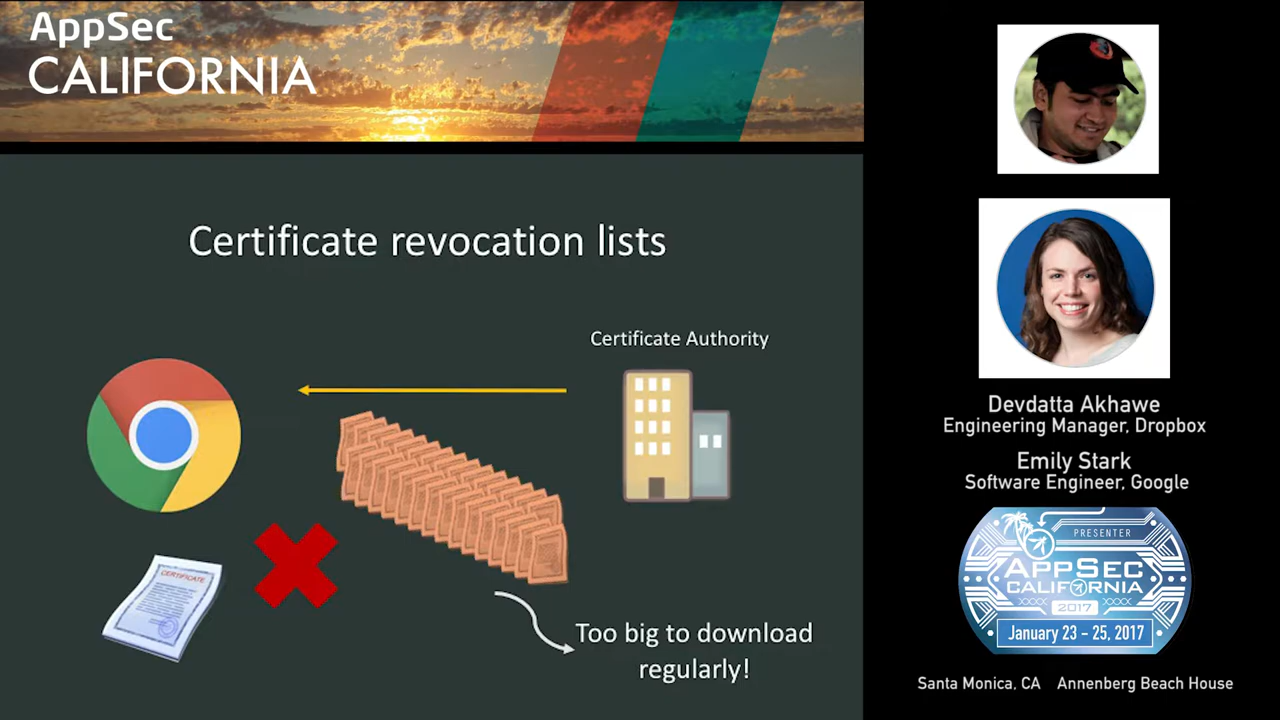 AppSec
CALIFORNIA
Certificate revocation lists
Certificate Authority
CERTIFICATE
Too big to download
regularly!
Devdatta Akhawe
Engineering Manager, Dropbox
Emily Stark
Software Engineer, Google
PRESENTER
APPSEC
CALIFORNIA
2017
January 23 - 25, 2017
Santa Monica, CA Annenberg Beach House